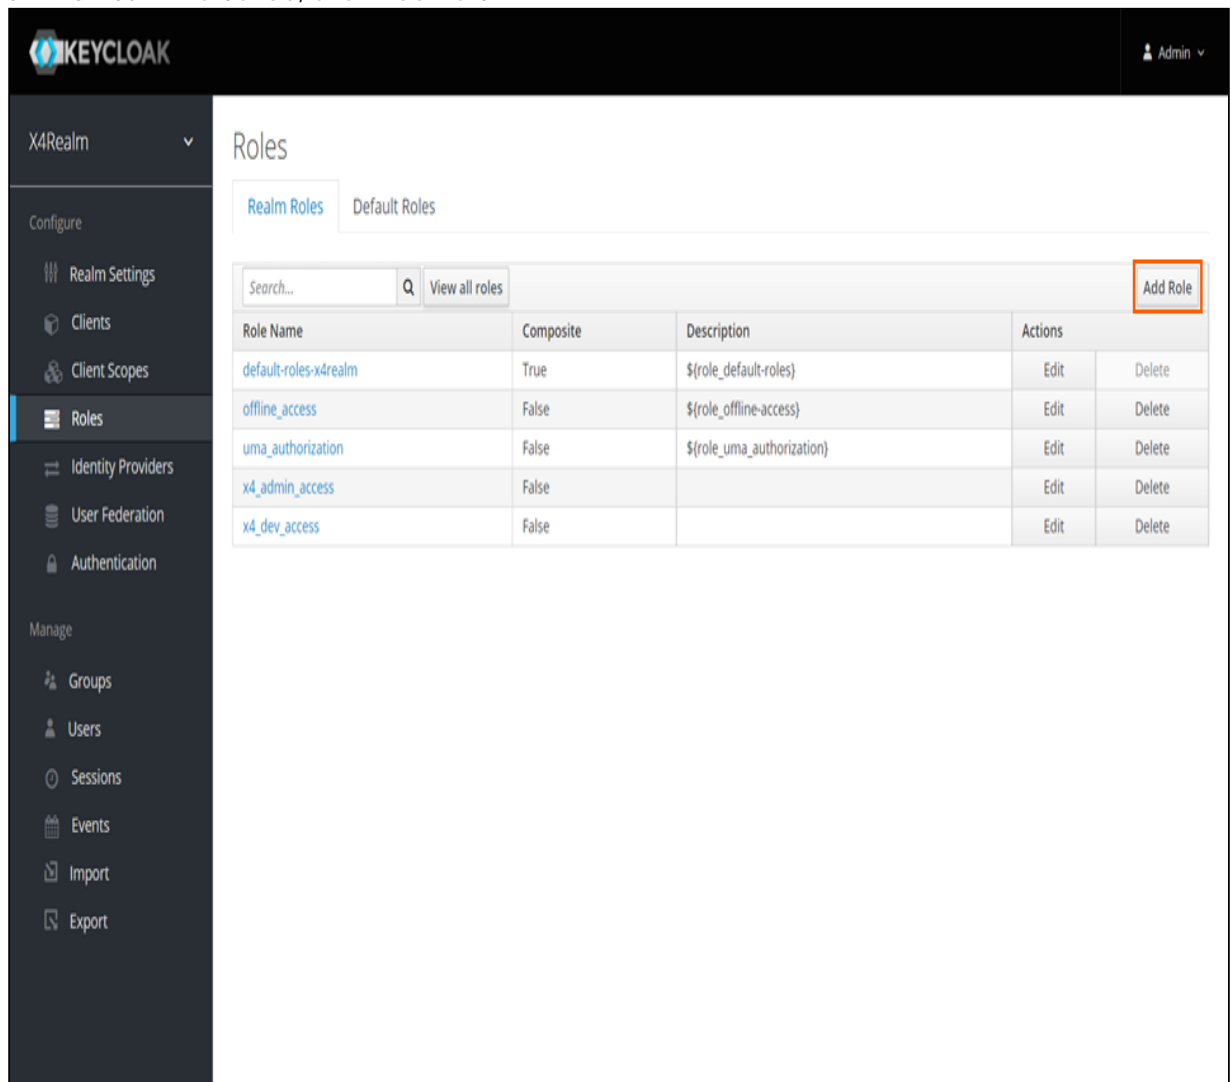 KEYCLOAK
Admin
X4Realm
Configure
Realm Settings
Clients
Client Scopes
Roles
Identity Providers
User Federation
Authentication
Manage
Groups
Users
Sessions
Events
Import
Export
Roles
Realm Roles Default Roles
Search... View all roles Add Role
Role Name Composite Description Actions
default-roles-x4realm True ${role_default-roles} Edit Delete
offline_access False ${role_offline-access} Edit Delete
uma_authorization False ${role_uma_authorization} Edit Delete
x4_admin_access False Edit Delete
x4_dev_access False Edit Delete